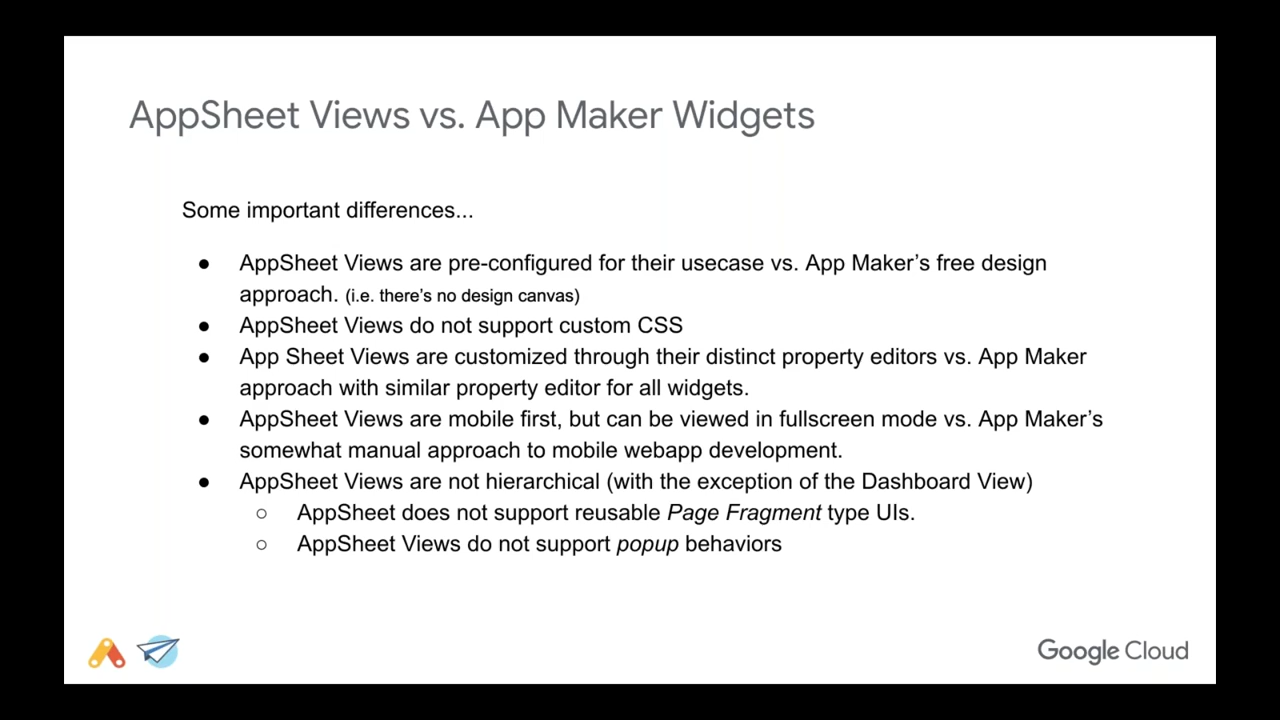 AppSheet Views vs. App Maker Widgets
Some important differences...
● AppSheet Views are pre-configured for their usecase vs. App Maker’s free design
approach. (i.e. there’s no design canvas)
● AppSheet Views do not support custom CSS
● App Sheet Views are customized through their distinct property editors vs. App Maker
approach with similar property editor for all widgets.
● AppSheet Views are mobile first, but can be viewed in fullscreen mode vs. App Maker’s
somewhat manual approach to mobile webapp development.
● AppSheet Views are not hierarchical (with the exception of the Dashboard View)
○ AppSheet does not support reusable Page Fragment type UIs.
○ AppSheet Views do not support popup behaviors
Google Cloud